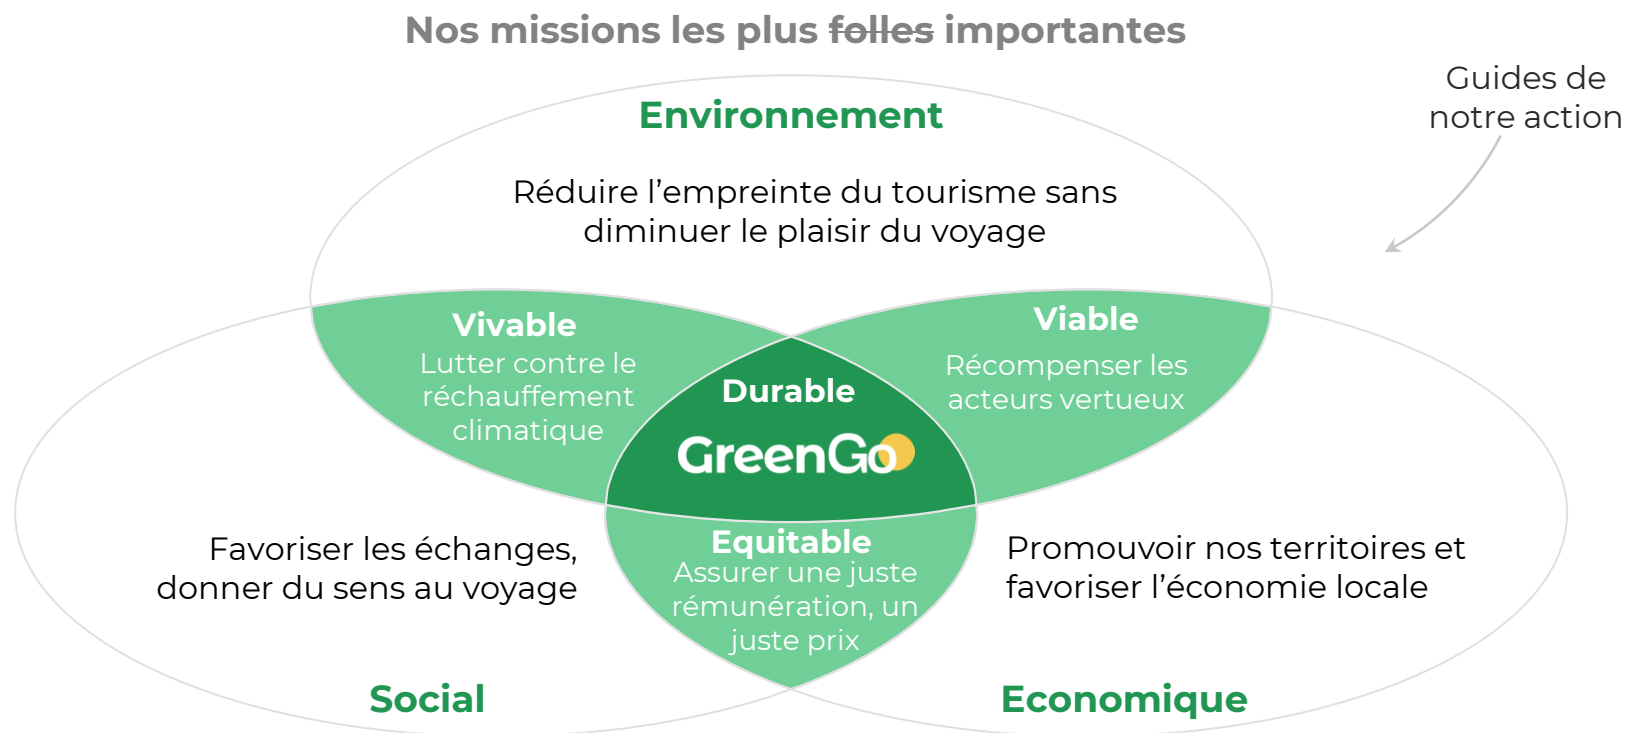 Nos missions les plus folles importantes
Guides de
notre action
Environnement
Réduire l’empreinte du tourisme sans
diminuer le plaisir du voyage
Vivable
Lutter contre le
réchauffement
climatique
Viable
Récompenser les
acteurs vertueux
Durable
GreenGo
Equitable
Assurer une juste
rémunération, un
juste prix
Favoriser les échanges,
donner du sens au voyage
Promouvoir nos territoires et
favoriser l’économie locale
Social
Economique